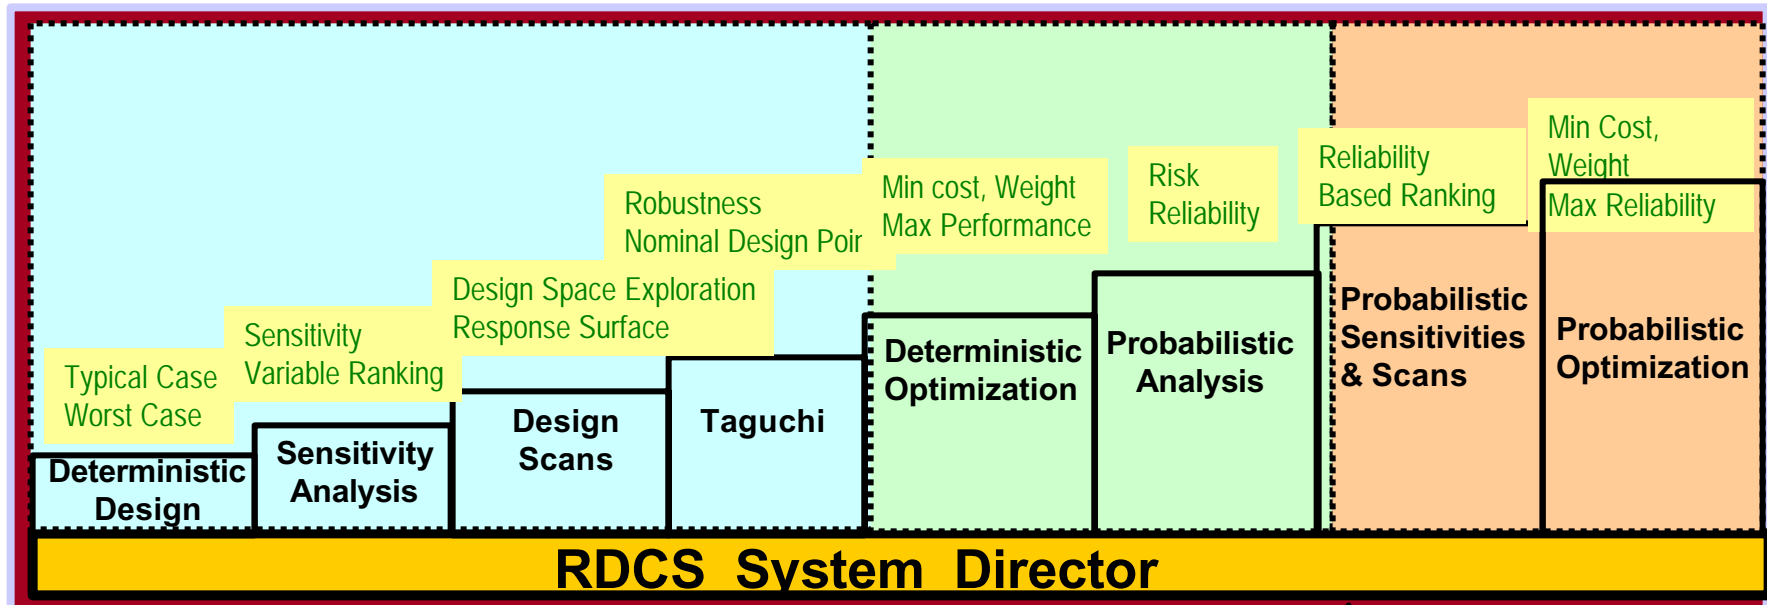 Typical Case
Worst Case
Sensitivity
Variable Ranking
Design Space Exploration
Response Surface
Robustness
Nominal Design Poin
Min cost, Weight
Max Performance
Risk
Reliability
Reliability
Based Ranking
Min Cost,
Weight
Max Reliability
Deterministic
Design
Sensitivity
Analysis
Design
Scans
Taguchi
Deterministic
Optimization
Probabilistic
Analysis
Probabilistic
Sensitivities
& Scans
Probabilistic
Optimization
RDCS System Director